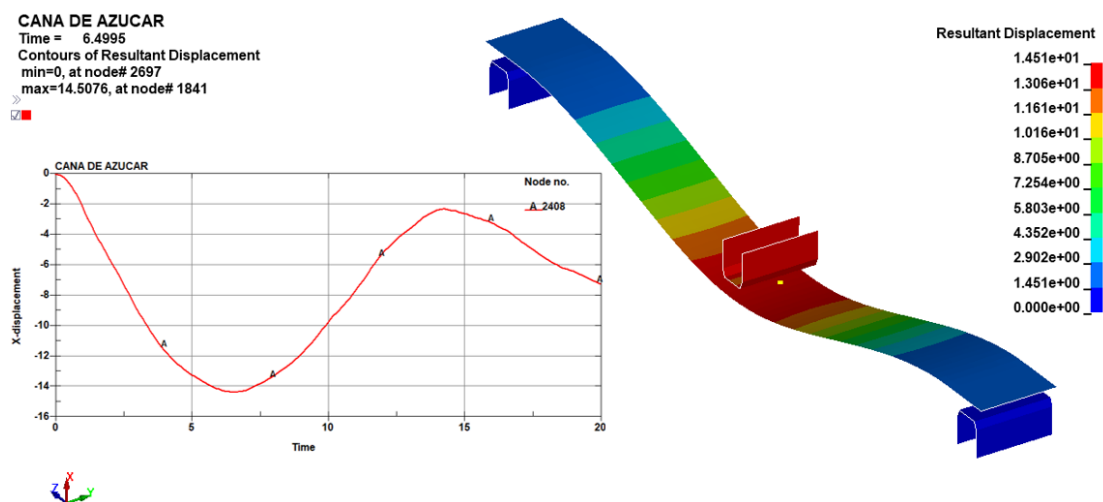 CANA DE AZUCAR
Time = 6.4995
Contours of Resultant Displacement
min=0, at node# 2697
max=14.5076, at node# 1841
Resultant Displacement
1.451e+01
1.306e+01
1.161e+01
1.016e+01
8.705e+00
7.254e+00
5.803e+00
4.352e+00
2.902e+00
1.451e+00
0.000e+00
CANA DE AZUCAR
Node no.
A 2408
X-displacement
0
-2
-4
-6
-8
-10
-12
-14
-16
A
A
A
A
A
0
5
10
15
20
Time
X
Z
Y